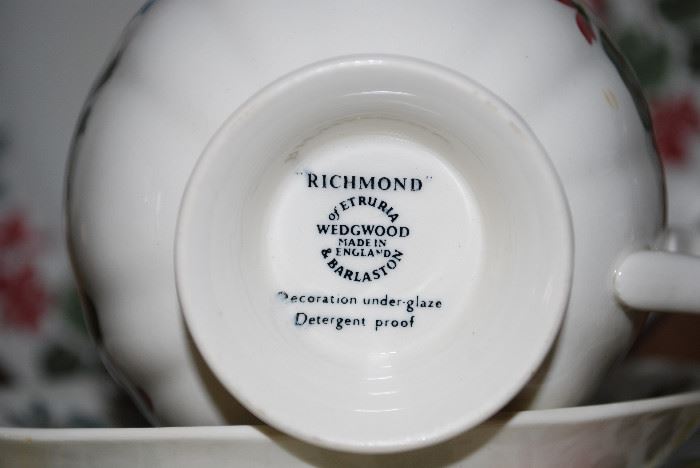 "RICHMOND"
of ETRURIA
WEDGWOOD
MADE IN
ENGLAND
& BARLASTON
Decoration under-glaze
Detergent proof